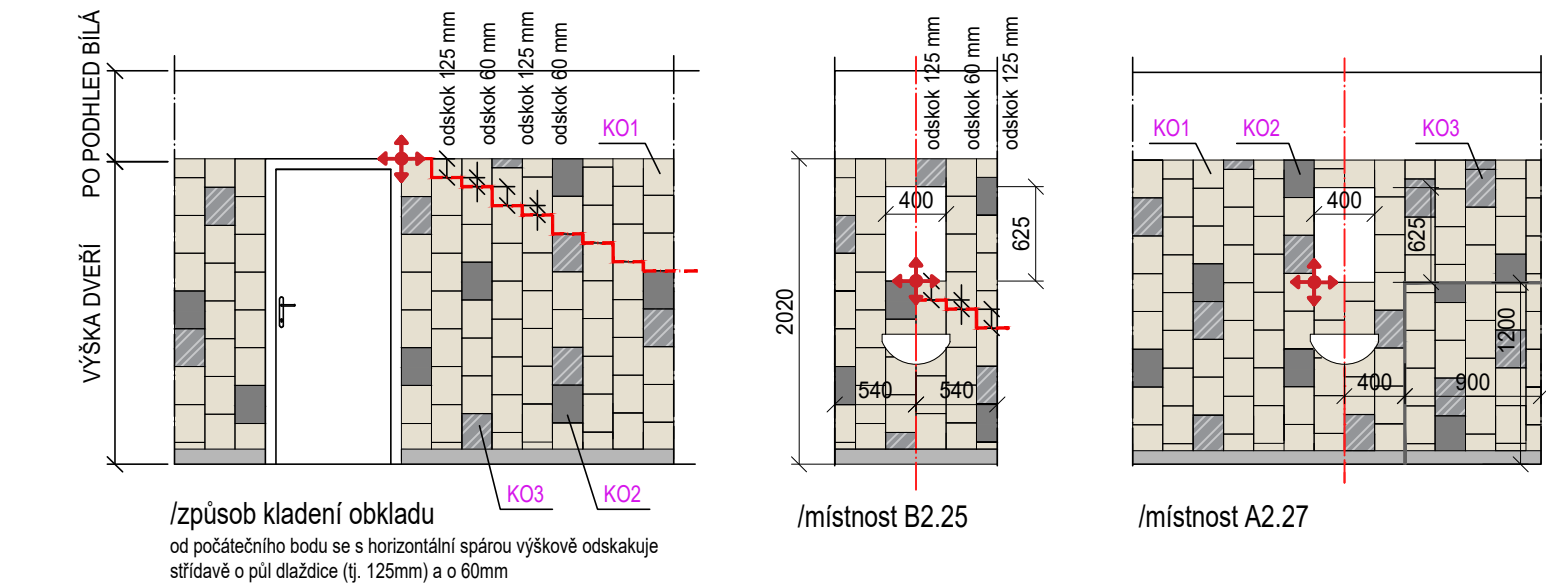 PO PODHLED BÍLÁ
VÝŠKA DVEŘÍ
odskok 125 mm
odskok 60 mm
odskok 125 mm
odskok 60 mm
KO1
KO3
KO2
/způsob kladení obkladu
od počátečního bodu se s horizontální spárou výškově odskakuje
střídavě o půl dlaždice (tj. 125mm) a o 60mm
odskok 125 mm
odskok 60 mm
odskok 125 mm
400
625
2020
540
540
/místnost B2.25
KO1
KO2
KO3
400
625
1200
400
900
/místnost A2.27